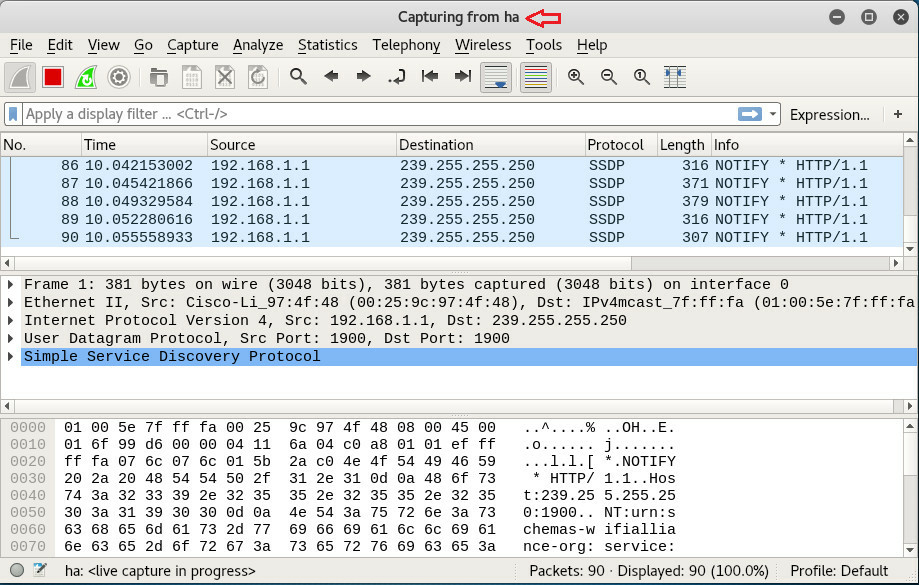 Capturing from ha
File Edit View Go Capture Analyze Statistics Telephony Wireless Tools Help
Apply a display filter ... <Ctrl-/> Expression... +
No. Time Source Destination Protocol Length Info
86 10.042153002 192.168.1.1 239.255.255.250 SSDP 316 NOTIFY * HTTP/1.1
87 10.045421866 192.168.1.1 239.255.255.250 SSDP 371 NOTIFY * HTTP/1.1
88 10.049329584 192.168.1.1 239.255.255.250 SSDP 379 NOTIFY * HTTP/1.1
89 10.052280616 192.168.1.1 239.255.255.250 SSDP 316 NOTIFY * HTTP/1.1
90 10.055558933 192.168.1.1 239.255.255.250 SSDP 307 NOTIFY * HTTP/1.1
Frame 1: 381 bytes on wire (3048 bits), 381 bytes captured (3048 bits) on interface 0
Ethernet II, Src: Cisco-Li_97:4f:48 (00:25:9c:97:4f:48), Dst: IPv4mcast_7f:ff:fa (01:00:5e:7f:ff:fa
Internet Protocol Version 4, Src: 192.168.1.1, Dst: 239.255.255.250
User Datagram Protocol, Src Port: 1900, Dst Port: 1900
Simple Service Discovery Protocol
0000 01 00 5e 7f ff fa 00 25 9c 97 4f 48 08 00 45 00 ..^....% ..OH..E.
0010 01 6f 99 d6 00 00 04 11 6a 04 c0 a8 01 01 ef ff .o...... j.......
0020 ff fa 07 6c 07 6c 01 5b 2a c0 4e 4f 54 49 46 59 ...l.l.[ *.NOTIFY
0030 20 2a 20 48 54 54 50 2f 31 2e 31 0d 0a 48 6f 73 * HTTP/ 1.1..Hos
0040 74 3a 32 33 39 2e 32 35 35 2e 32 35 35 2e 32 35 t:239.25 5.255.25
0050 30 3a 31 39 30 30 0d 0a 4e 54 3a 75 72 6e 3a 73 0:1900.. NT:urn:s
0060 63 68 65 6d 61 73 2d 77 69 66 69 61 6c 6c 69 61 chemas-w ifiallia
0070 6e 63 65 2d 6f 72 67 3a 73 65 72 76 69 63 65 3a nce-org: service:
ha: <live capture in progress> Packets: 90 · Displayed: 90 (100.0%) Profile: Default